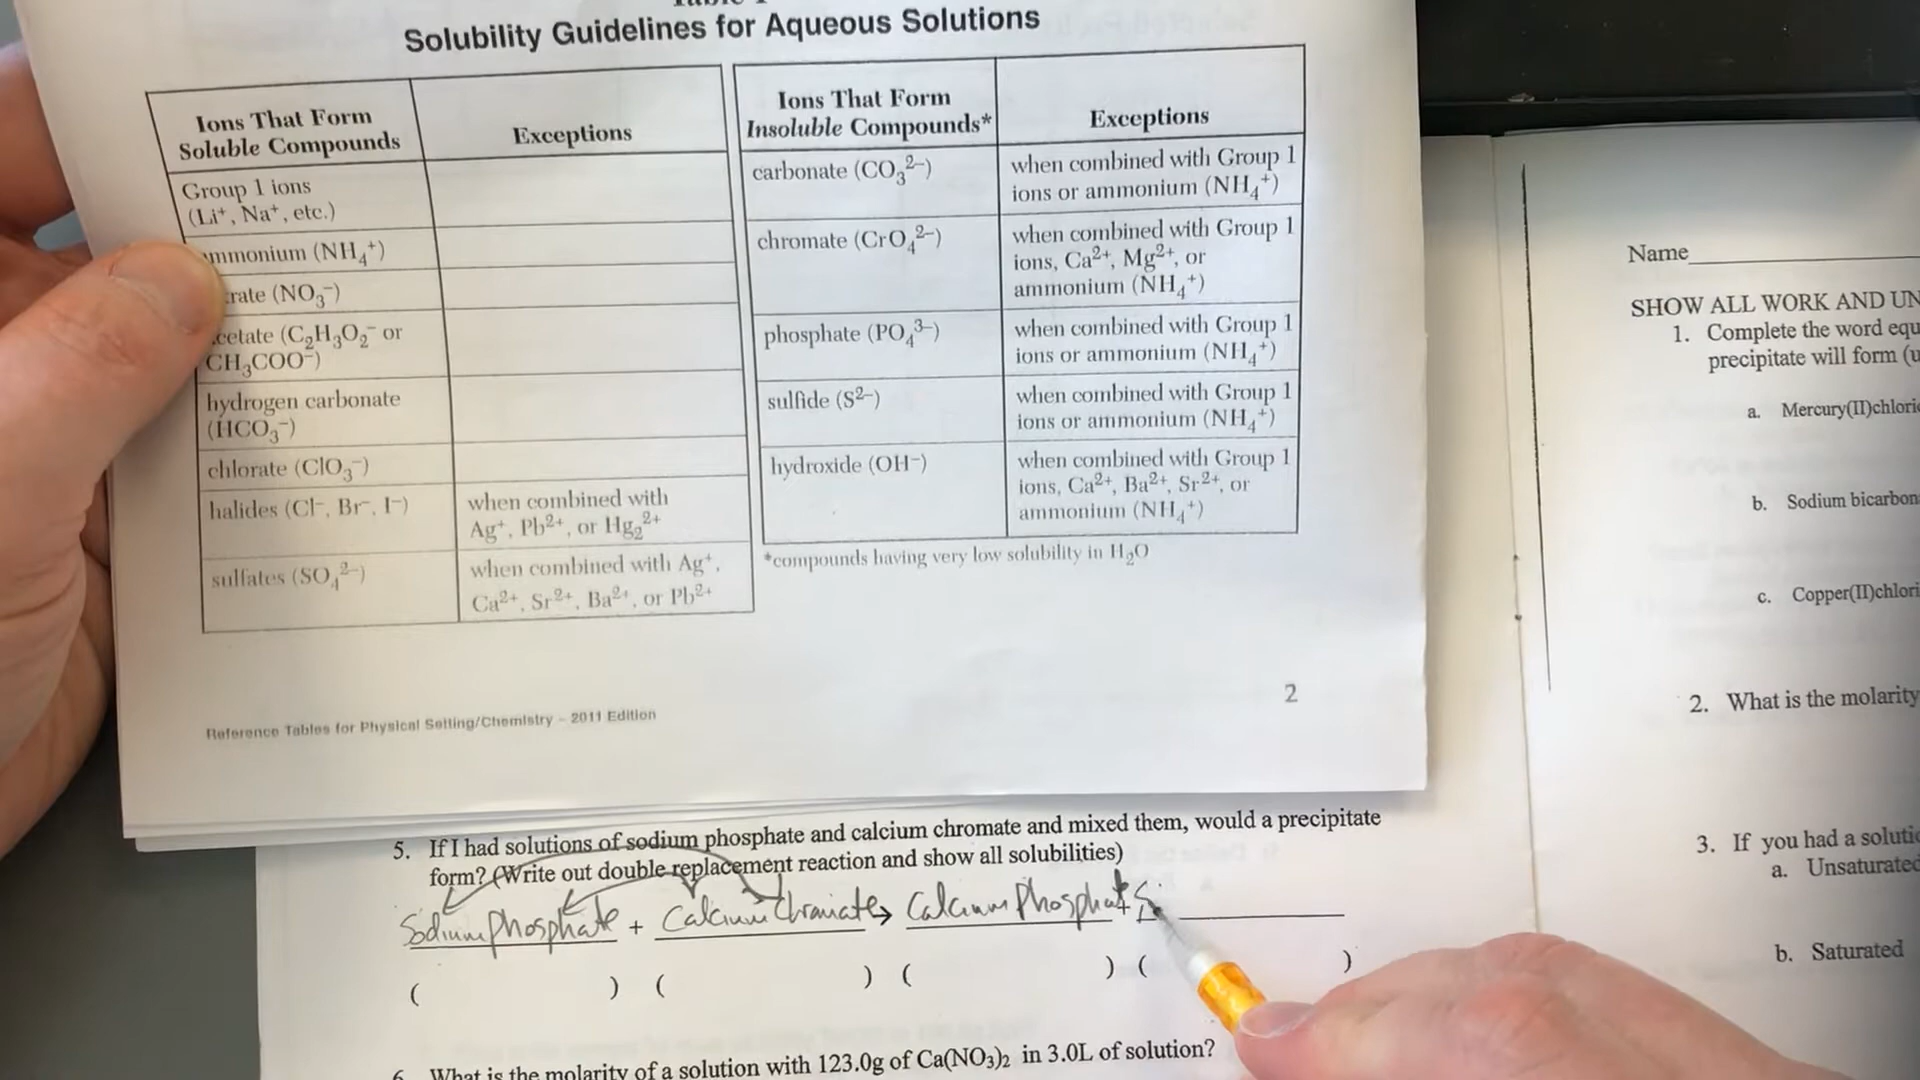 Solubility Guidelines for Aqueous Solutions
Ions That Form
Soluble Compounds
Exceptions
Group 1 ions
(Li⁺, Na⁺, etc.)
mmonium (NH₄⁺)
rate (NO₃⁻)
cetate (C₂H₃O₂⁻ or
CH₃COO⁻)
hydrogen carbonate
(HCO₃⁻)
chlorate (ClO₃⁻)
halides (Cl⁻, Br⁻, I⁻)
when combined with
Ag⁺, Pb²⁺, or Hg₂²⁺
sulfates (SO₄²⁻)
when combined with Ag⁺,
Ca²⁺, Sr²⁺, Ba²⁺, or Pb²⁺
Ions That Form
Insoluble Compounds*
Exceptions
carbonate (CO₃²⁻)
when combined with Group 1
ions or ammonium (NH₄⁺)
chromate (CrO₄²⁻)
when combined with Group 1
ions, Ca²⁺, Mg²⁺, or
ammonium (NH₄⁺)
phosphate (PO₄³⁻)
when combined with Group 1
ions or ammonium (NH₄⁺)
sulfide (S²⁻)
when combined with Group 1
ions or ammonium (NH₄⁺)
hydroxide (OH⁻)
when combined with Group 1
ions, Ca²⁺, Ba²⁺, Sr²⁺, or
ammonium (NH₄⁺)
*compounds having very low solubility in H₂O
2
Reference Tables for Physical Setting/Chemistry – 2011 Edition
5. If I had solutions of sodium phosphate and calcium chromate and mixed them, would a precipitate
form? (Write out double replacement reaction and show all solubilities)
Sodium Phosphate + Calcium Chromate → Calcium Phosphate + S
( ) ( ) ( ) ( )
6. What is the molarity of a solution with 123.0g of Ca(NO₃)₂ in 3.0L of solution?
Name
SHOW ALL WORK AND UN
1. Complete the word equ
precipitate will form (u
a. Mercury(II)chlori
b. Sodium bicarbon
c. Copper(II)chlori
2. What is the molarity
3. If you had a solutio
a. Unsaturated
b. Saturated